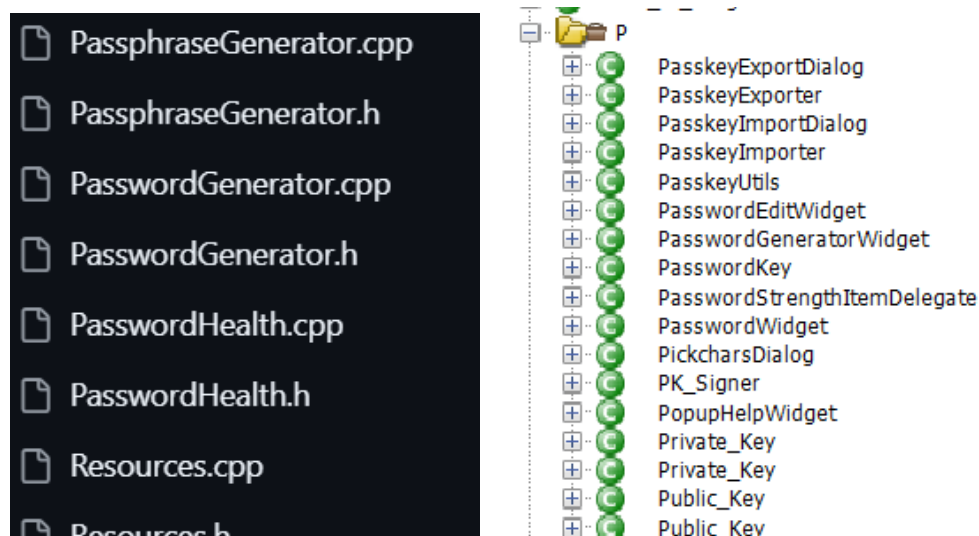 PassphraseGenerator.cpp
PassphraseGenerator.h
PasswordGenerator.cpp
PasswordGenerator.h
PasswordHealth.cpp
PasswordHealth.h
Resources.cpp
Resources.h
P
PasskeyExportDialog
PasskeyExporter
PasskeyImportDialog
PasskeyImporter
PasskeyUtils
PasswordEditWidget
PasswordGeneratorWidget
PasswordKey
PasswordStrengthItemDelegate
PasswordWidget
PickcharsDialog
PK_Signer
PopupHelpWidget
Private_Key
Private_Key
Public_Key
Public_Key